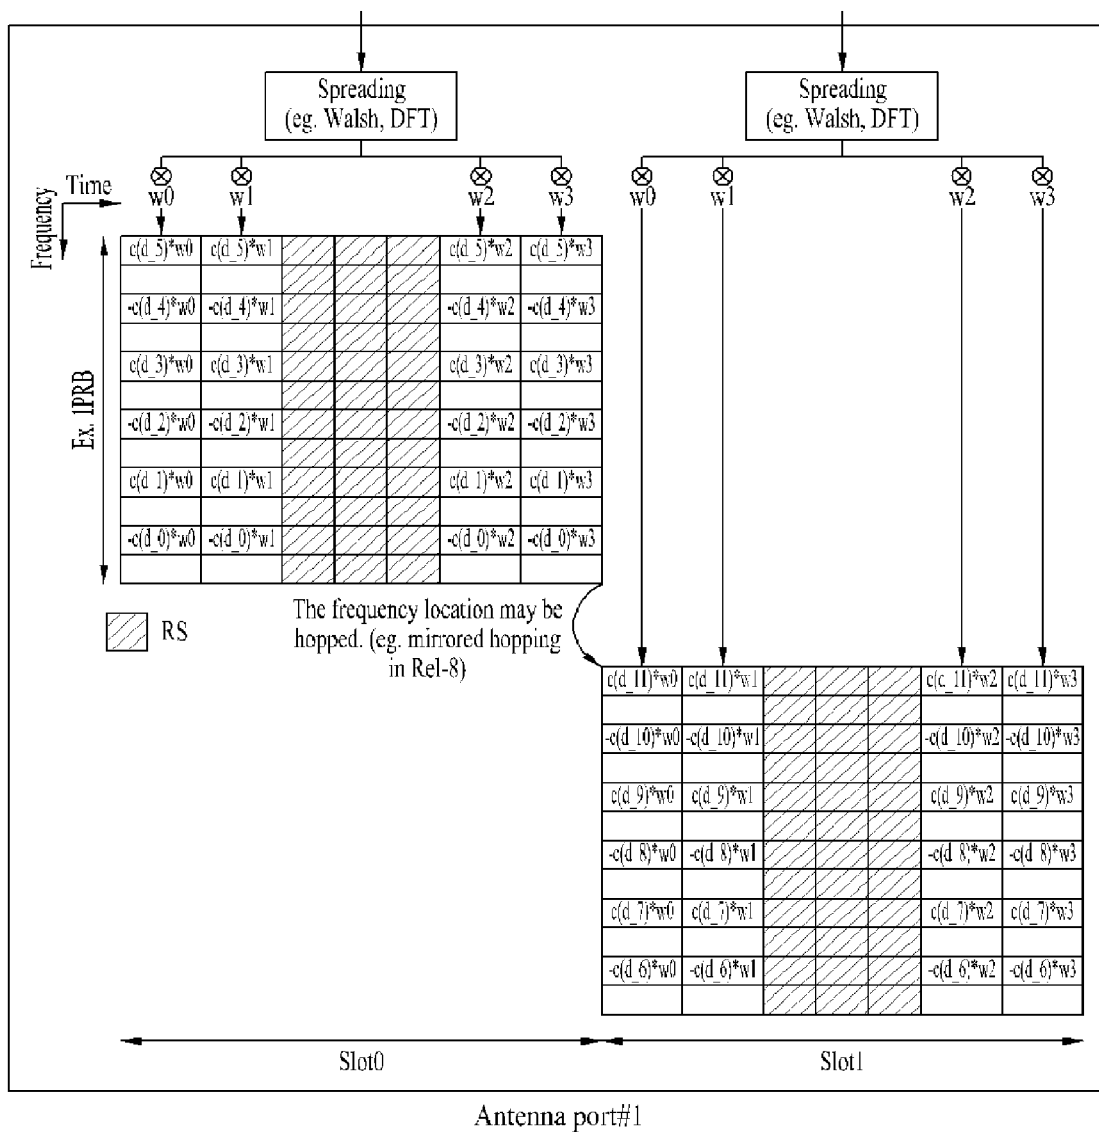 Spreading
(eg. Walsh, DFT)
Spreading
(eg. Walsh, DFT)
Time
Frequency
w0 w1 w2 w3 w0 w1 w2 w3
c(d_5)*w0 c(d_5)*w1 c(d_5)*w2 c(d_5)*w3
-c(d_4)*w0 -c(d_4)*w1 -c(d_4)*w2 -c(d_4)*w3
c(d_3)*w0 c(d_3)*w1 c(d_3)*w2 c(d_3)*w3
-c(d_2)*w0 -c(d_2)*w1 -c(d_2)*w2 -c(d_2)*w3
c(d_1)*w0 c(d_1)*w1 c(d_1)*w2 c(d_1)*w3
-c(d_0)*w0 -c(d_0)*w1 -c(d_0)*w2 -c(d_0)*w3
Ex. 1PRB
RS
The frequency location may be
hopped. (eg. mirrored hopping
in Rel-8)
c(d_11)*w0 c(d_11)*w1 c(d_11)*w2 c(d_11)*w3
-c(d_10)*w0 -c(d_10)*w1 -c(d_10)*w2 -c(d_10)*w3
c(d_9)*w0 c(d_9)*w1 c(d_9)*w2 c(d_9)*w3
-c(d_8)*w0 -c(d_8)*w1 -c(d_8)*w2 -c(d_8)*w3
c(d_7)*w0 c(d_7)*w1 c(d_7)*w2 c(d_7)*w3
-c(d_6)*w0 -c(d_6)*w1 -c(d_6)*w2 -c(d_6)*w3
Slot0
Slot1
Antenna port#1